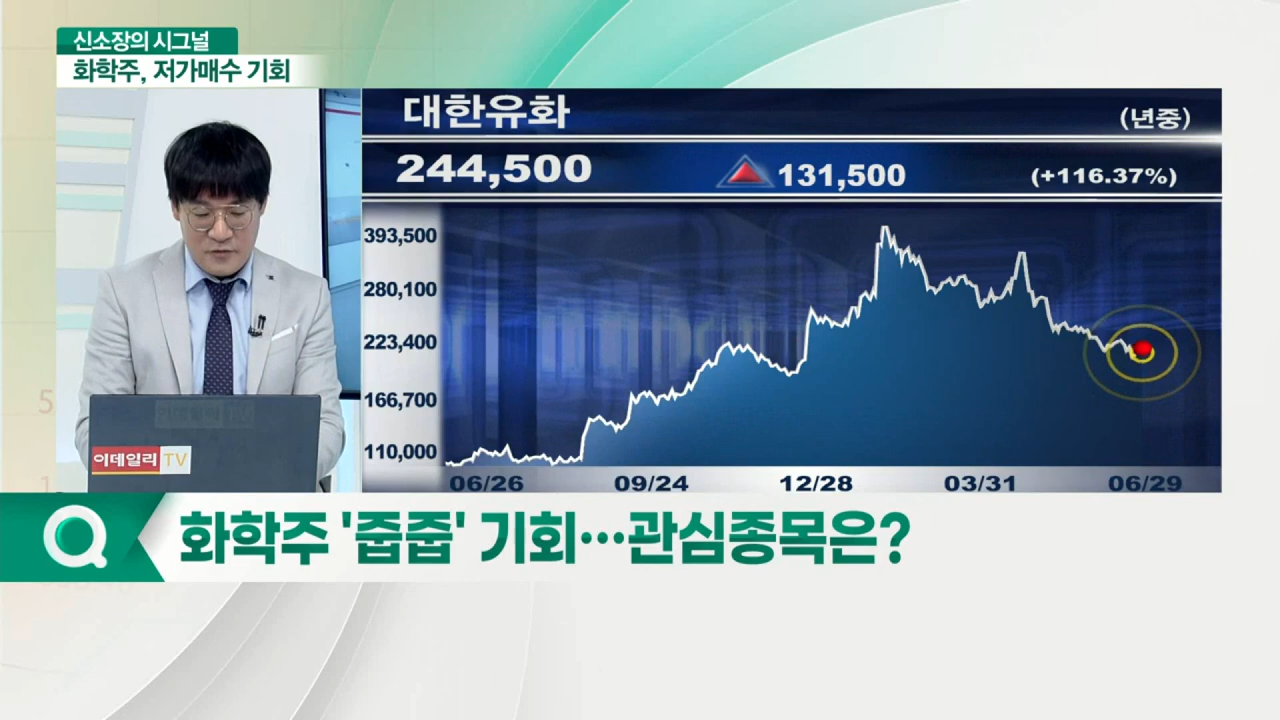 신소장의 시그널
화학주, 저가매수 기회
대한유화 (년중)
244,500 ▲ 131,500 (+116.37%)
393,500
280,100
223,400
166,700
110,000
06/26 09/24 12/28 03/31 06/29
이데일리 TV
화학주 '줍줍' 기회…관심종목은?
5
1